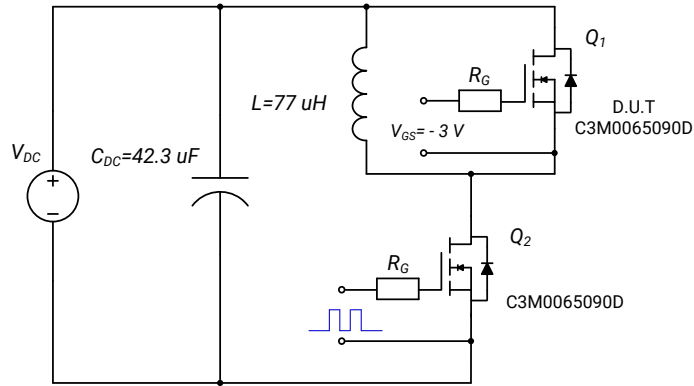 Q1
RG
L=77 uH
D.U.T
C3M0065090D
VGS= - 3 V
VDC
CDC=42.3 uF
+
−
Q2
RG
C3M0065090D